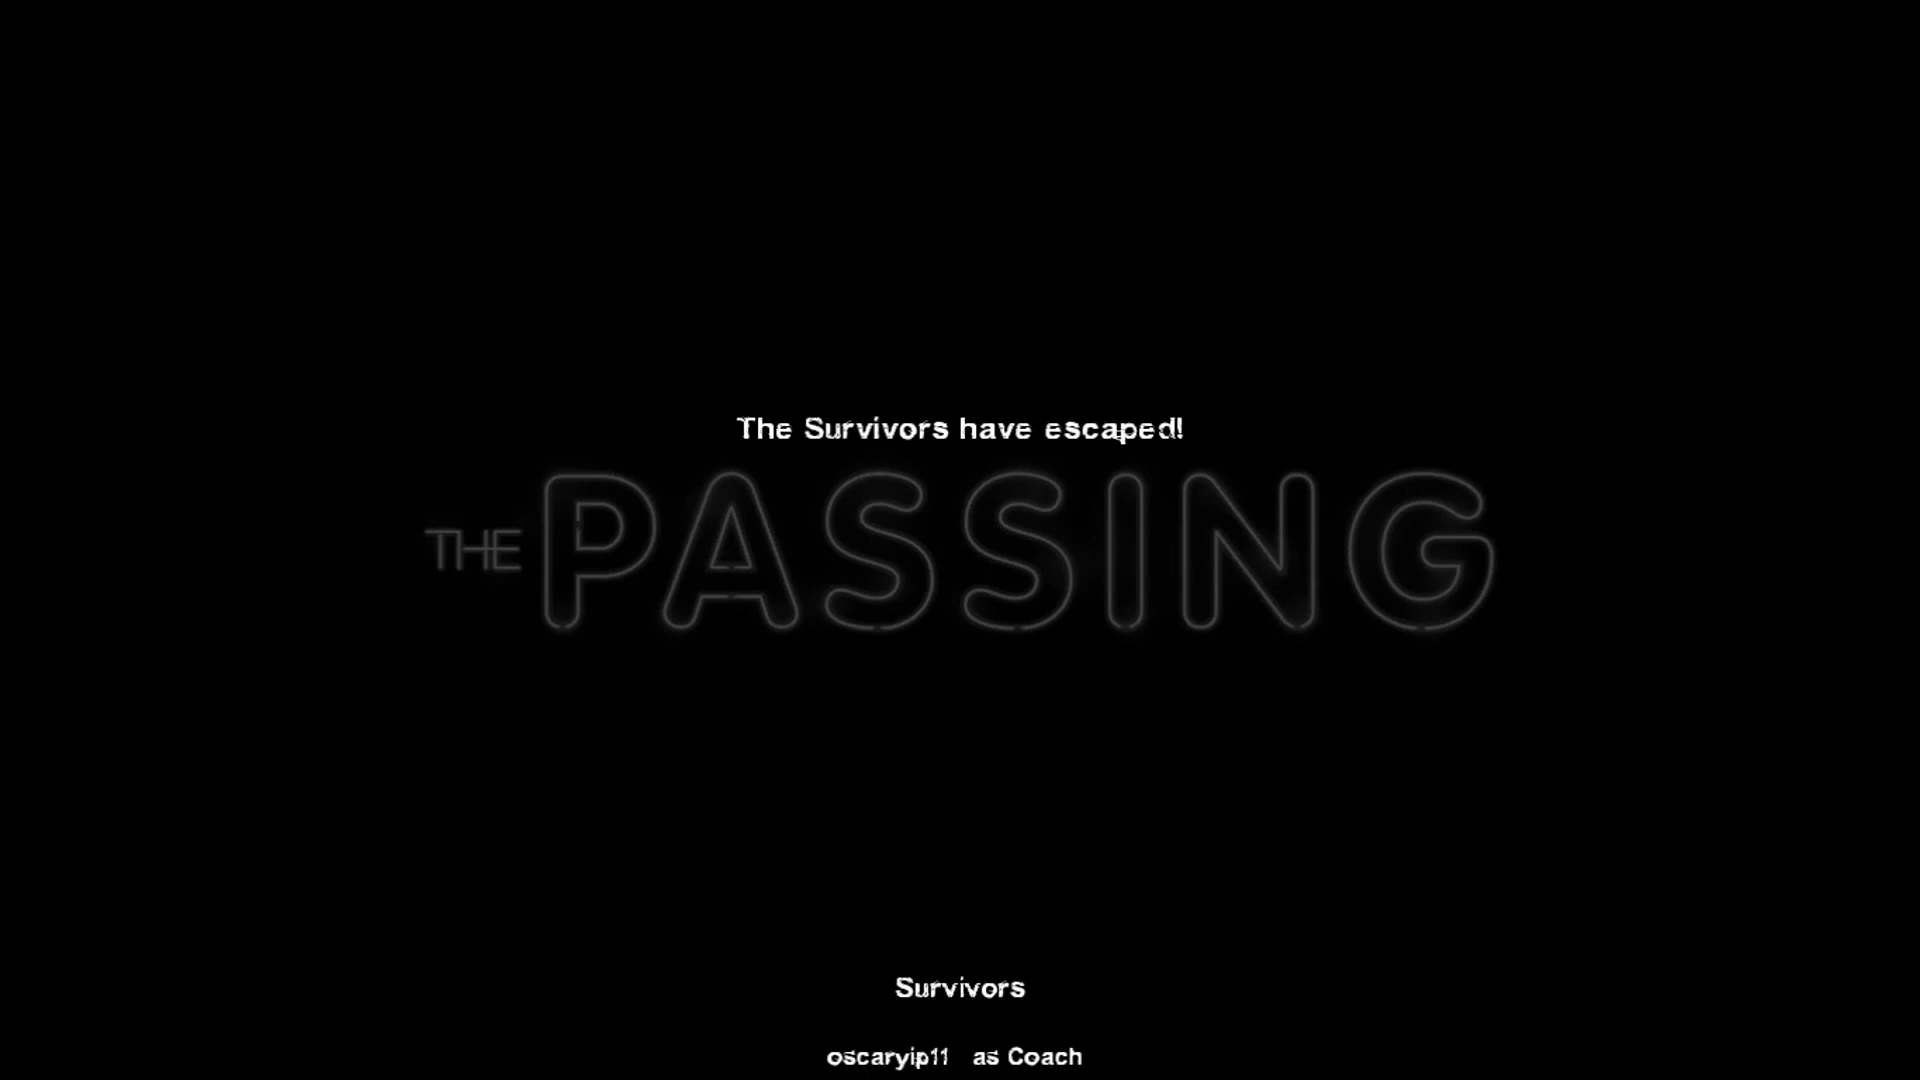 The Survivors have escaped!
THE PASSING
Survivors
oscaryip11 as Coach